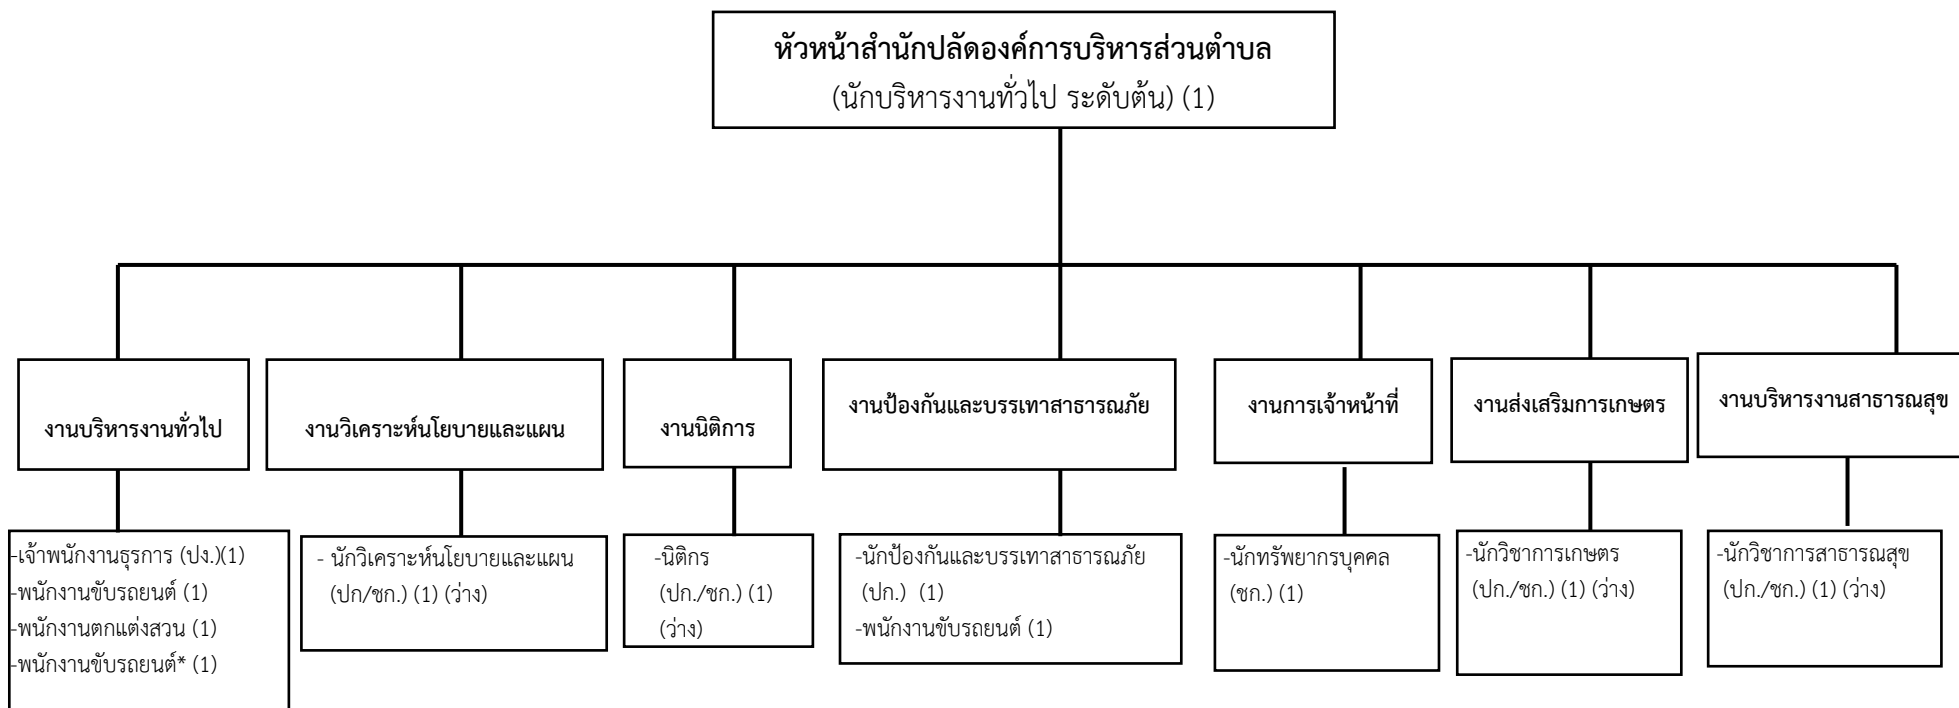 หัวหน้าสำนักปลัดองค์การบริหารส่วนตำบล
(นักบริหารงานทั่วไป ระดับต้น) (1)
งานบริหารงานทั่วไป
งานวิเคราะห์นโยบายและแผน
งานนิติการ
งานป้องกันและบรรเทาสาธารณภัย
งานการเจ้าหน้าที่
งานส่งเสริมการเกษตร
งานบริหารงานสาธารณสุข
-เจ้าพนักงานธุรการ (ปง.)(1)
-พนักงานขับรถยนต์ (1)
-พนักงานตกแต่งสวน (1)
-พนักงานขับรถยนต์* (1)
- นักวิเคราะห์นโยบายและแผน
(ปก/ชก.) (1) (ว่าง)
-นิติกร
(ปก./ชก.) (1)
(ว่าง)
-นักป้องกันและบรรเทาสาธารณภัย
(ปก.) (1)
-พนักงานขับรถยนต์ (1)
-นักทรัพยากรบุคคล
(ชก.) (1)
-นักวิชาการเกษตร
(ปก./ชก.) (1) (ว่าง)
-นักวิชาการสาธารณสุข
(ปก./ชก.) (1) (ว่าง)